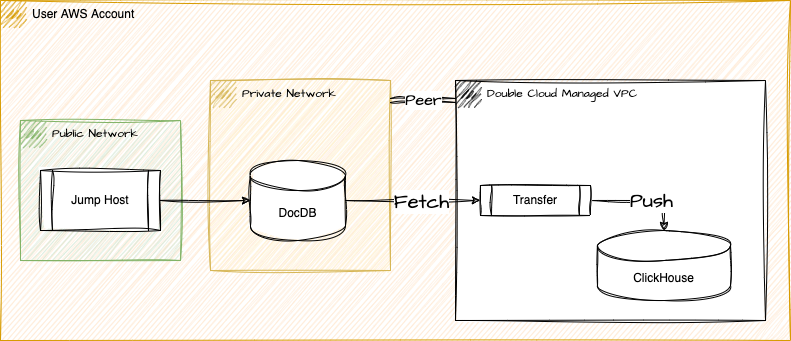 User AWS Account
Private Network
Double Cloud Managed VPC
Peer
Public Network
Jump Host
DocDB
Fetch
Transfer
Push
ClickHouse